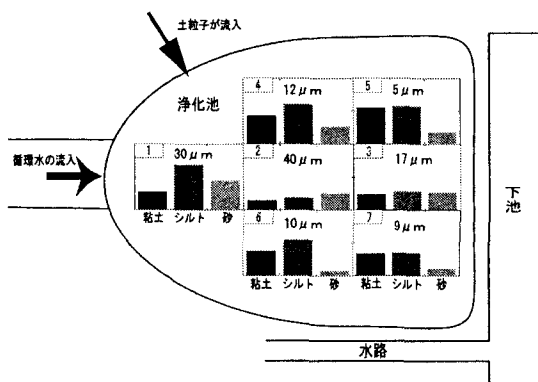 土粒子が流入
浄化池
循環水の流入
4
12μm
5
5μm
1
30μm
2
40μm
3
17μm
粘土 シルト 砂
6
10μm
7
9μm
粘土 シルト 砂
粘土 シルト 砂
下池
水路